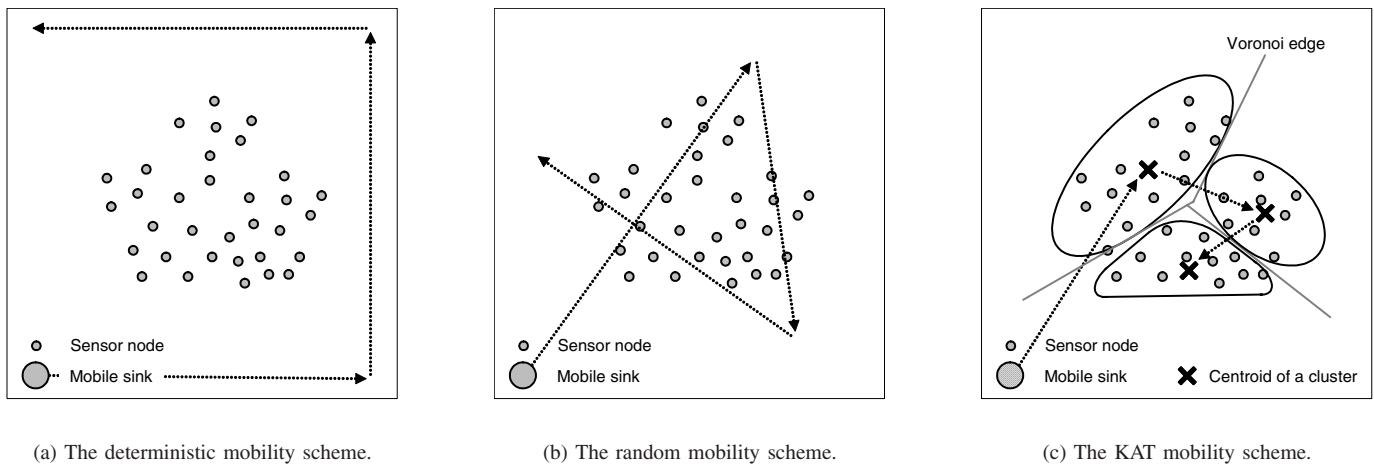 Sensor node
Mobile sink
(a) The deterministic mobility scheme.
Sensor node
Mobile sink
(b) The random mobility scheme.
Voronoi edge
Sensor node
Mobile sink
Centroid of a cluster
(c) The KAT mobility scheme.